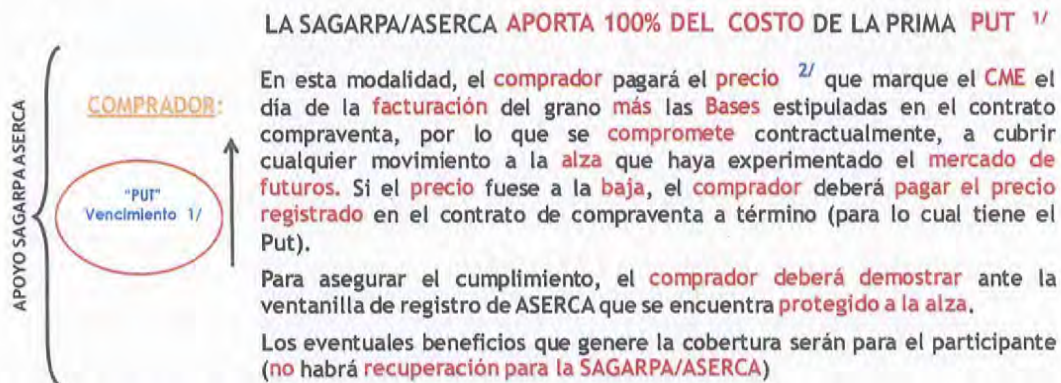 LA SAGARPA/ASERCA APORTA 100% DEL COSTO DE LA PRIMA PUT 1/
APOYO SAGARPA ASERCA
COMPRADOR:
"PUT"
Vencimiento 1/
En esta modalidad, el comprador pagará el precio 2/ que marque el CME el
día de la facturación del grano más las Bases estipuladas en el contrato
compraventa, por lo que se compromete contractualmente, a cubrir
cualquier movimiento a la alza que haya experimentado el mercado de
futuros. Si el precio fuese a la baja, el comprador deberá pagar el precio
registrado en el contrato de compraventa a término (para lo cual tiene el
Put).
Para asegurar el cumplimiento, el comprador deberá demostrar ante la
ventanilla de registro de ASERCA que se encuentra protegido a la alza.
Los eventuales beneficios que genere la cobertura serán para el participante
(no habrá recuperación para la SAGARPA/ASERCA)